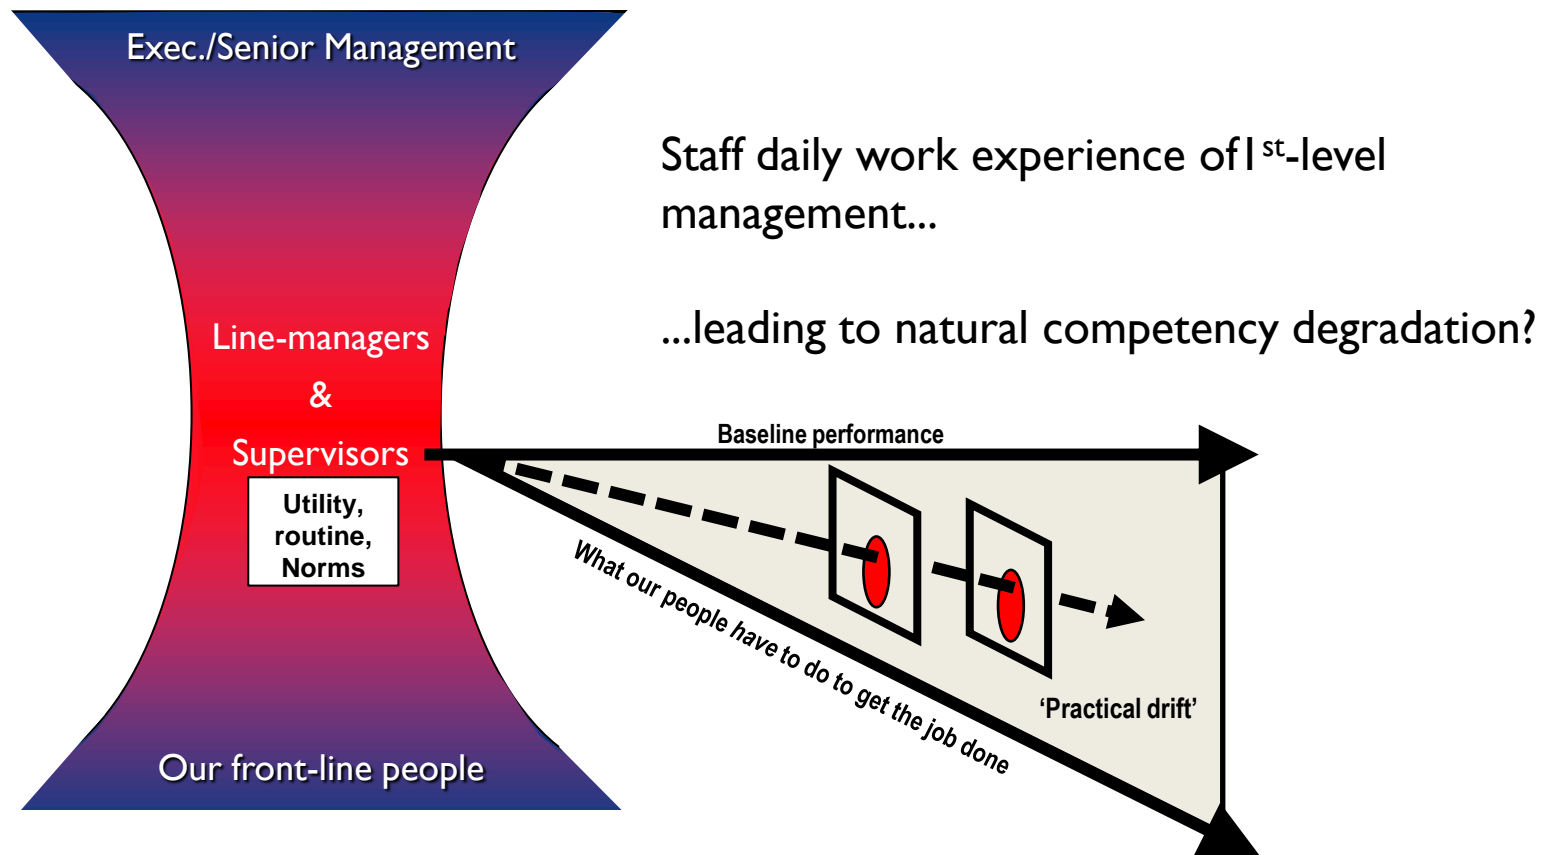 Exec./Senior Management
Staff daily work experience of1st-level
management...
...leading to natural competency degradation?
Line-managers
&
Supervisors
Utility,
routine,
Norms
Baseline performance
What our people have to do to get the job done
‘Practical drift’
Our front-line people